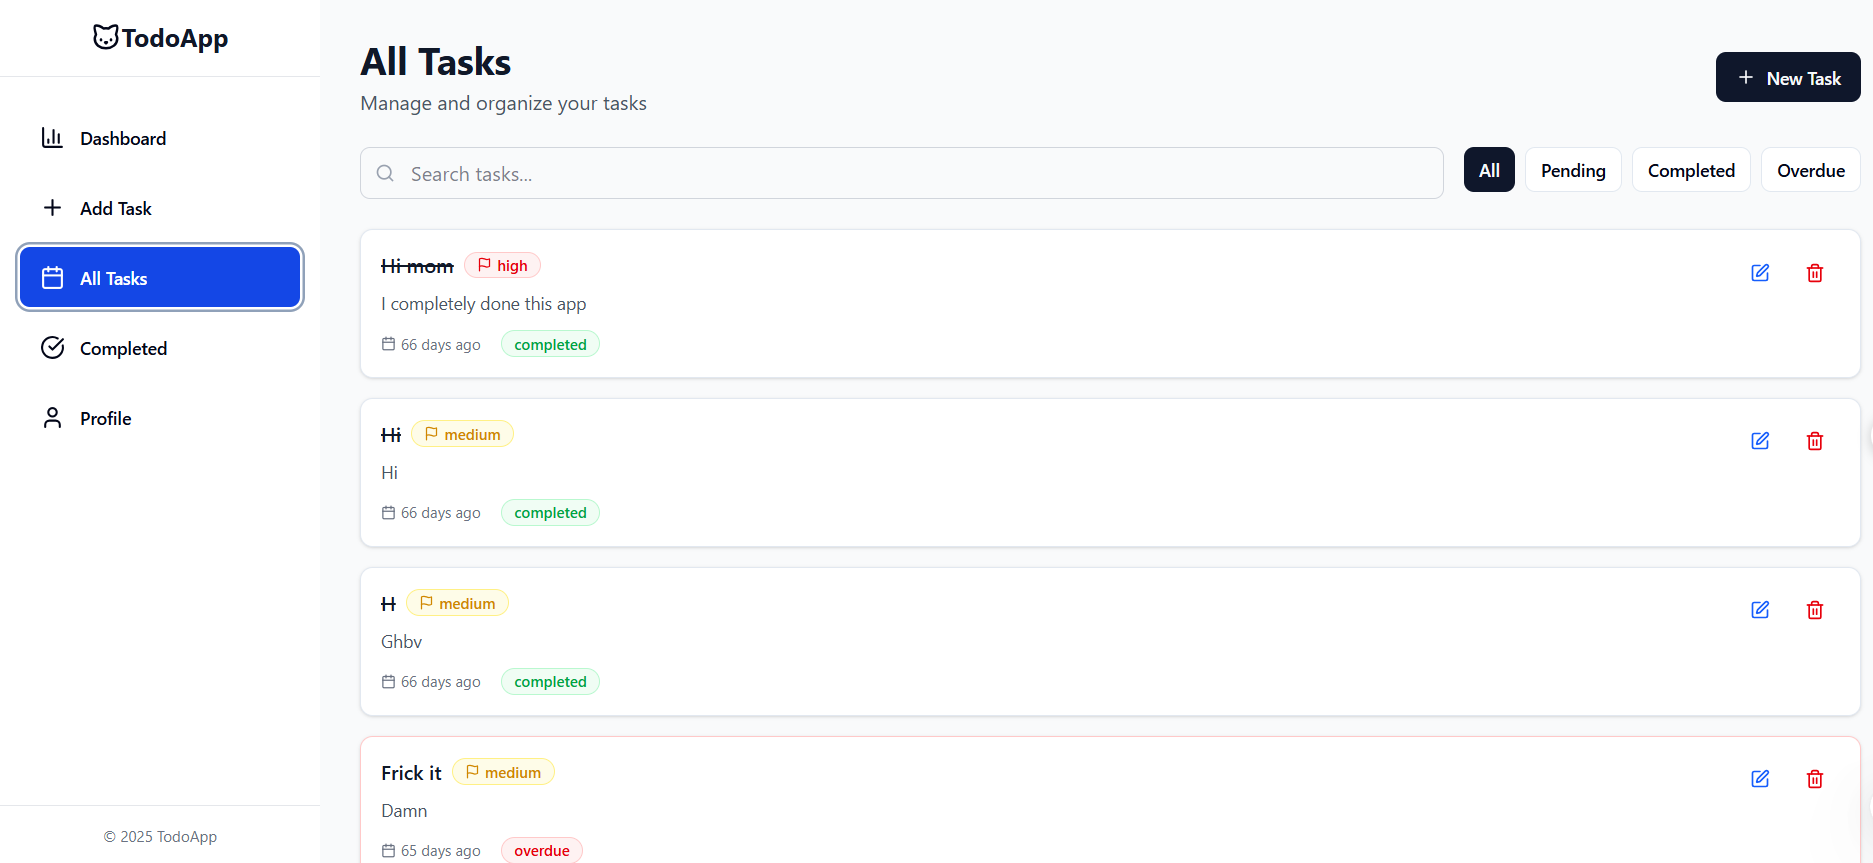 TodoApp
Dashboard
Add Task
All Tasks
Completed
Profile
© 2025 TodoApp
All Tasks
Manage and organize your tasks
New Task
Search tasks...
All Pending Completed Overdue
Hi mom high
I completely done this app
66 days ago completed
Hi medium
Hi
66 days ago completed
H medium
Ghbv
66 days ago completed
Frick it medium
Damn
65 days ago overdue